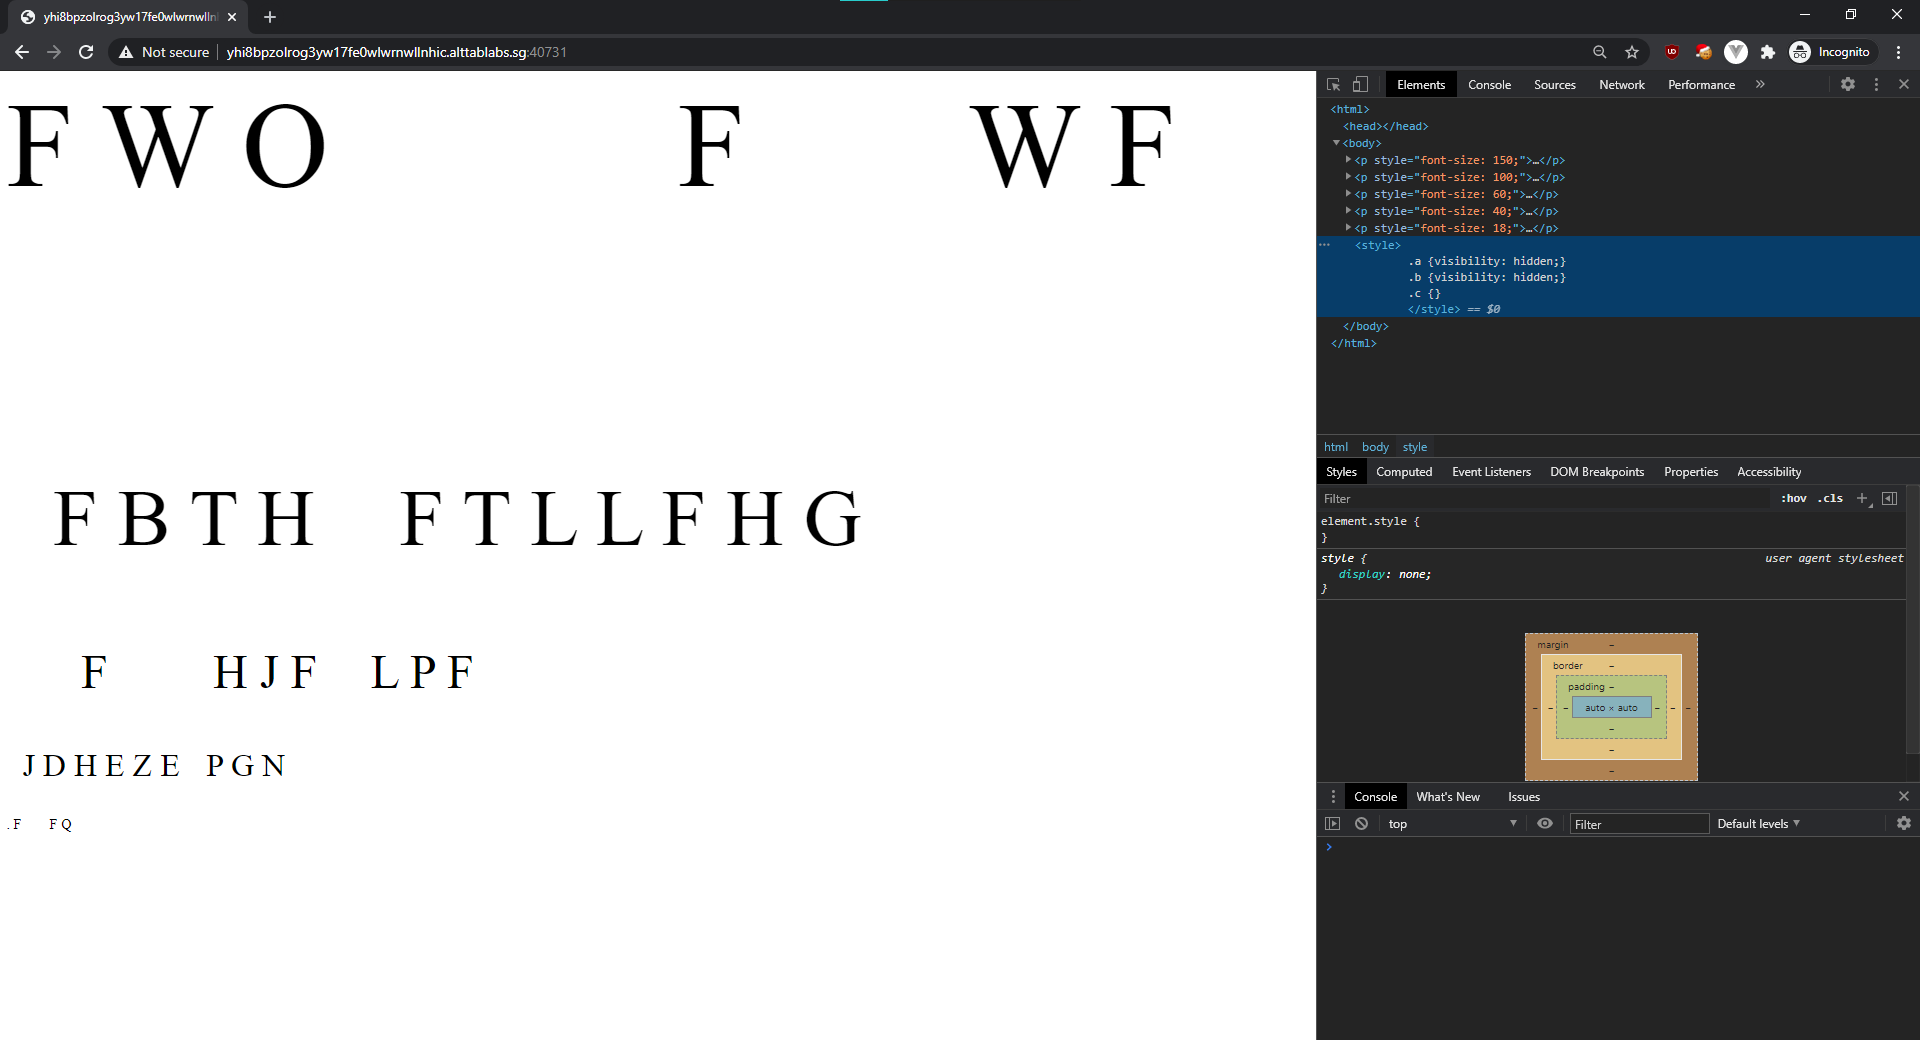 yhi8bpzolrog3yw17fe0wlwrnwlln
Not secure yhi8bpzolrog3yw17fe0wlwrnwllnhic.alttablabs.sg:40731
Incognito
F W O F W F
F B T H F T L L F H G
F H J F L P F
J D H E Z E P G N
. F F Q
Elements Console Sources Network Performance »
<html>
<head></head>
<body>
<p style="font-size: 150;">…</p>
<p style="font-size: 100;">…</p>
<p style="font-size: 60;">…</p>
<p style="font-size: 40;">…</p>
<p style="font-size: 18;">…</p>
<style>
.a {visibility: hidden;}
.b {visibility: hidden;}
.c {}
</style> == $0
</body>
</html>
html body style
Styles Computed Event Listeners DOM Breakpoints Properties Accessibility
Filter :hov .cls +
element.style {
}
style { user agent stylesheet
display: none;
}
margin –
border –
padding –
– – – auto × auto – – –
–
–
–
Console What's New Issues
top Filter Default levels
>